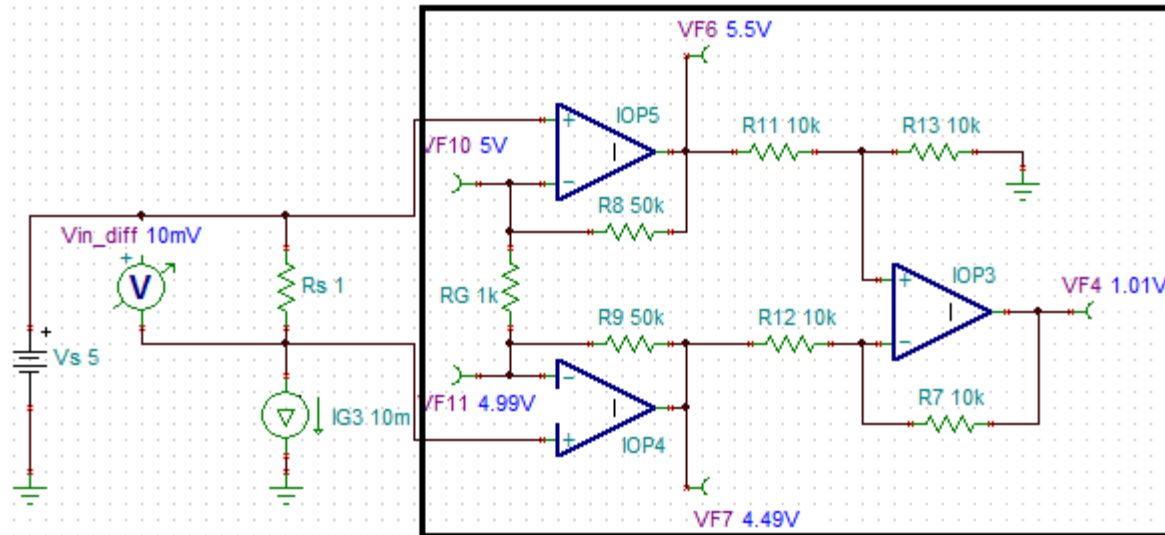 VF6 5.5V
IOP5
R11 10k
R13 10k
VF10 5V
R8 50k
Vin_diff 10mV
V
Rs 1
RG 1k
IOP3
VF4 1.01V
R9 50k
R12 10k
Vs 5
VF11 4.99V
IG3 10m
R7 10k
IOP4
VF7 4.49V